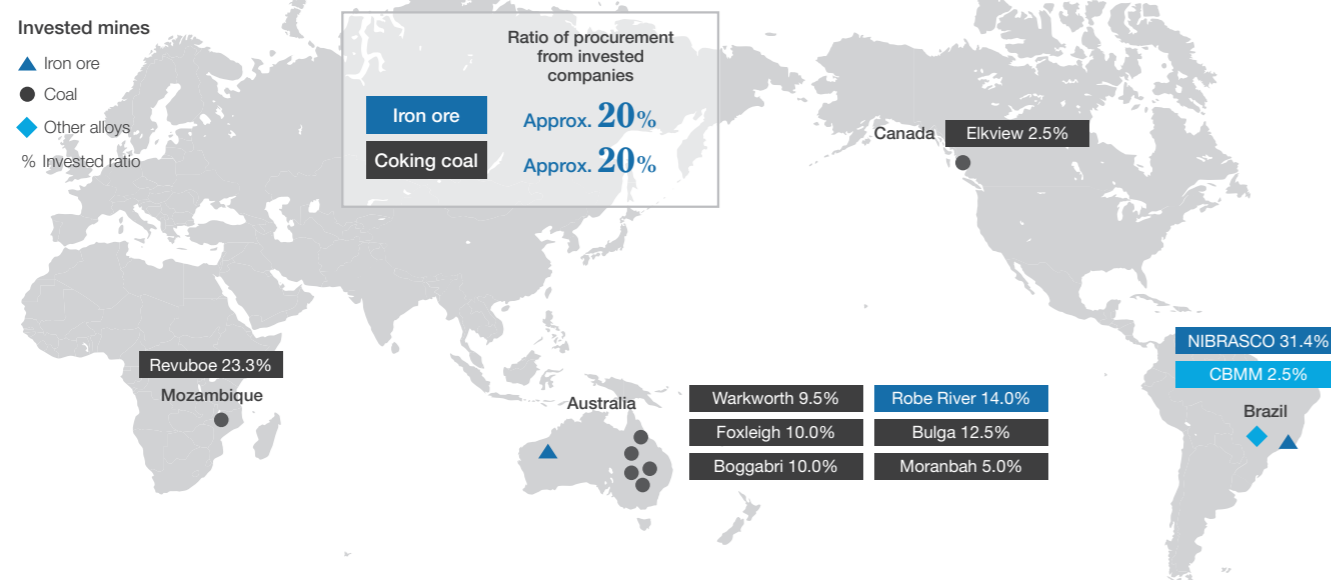 Invested mines
Iron ore
Coal
Other alloys
% Invested ratio
Ratio of procurement
from invested
companies
Iron ore
Approx. 20%
Coking coal
Approx. 20%
Canada
Elkview 2.5%
Revuboe 23.3%
Mozambique
Australia
Warkworth 9.5%
Robe River 14.0%
Foxleigh 10.0%
Bulga 12.5%
Boggabri 10.0%
Moranbah 5.0%
NIBRASCO 31.4%
CBMM 2.5%
Brazil